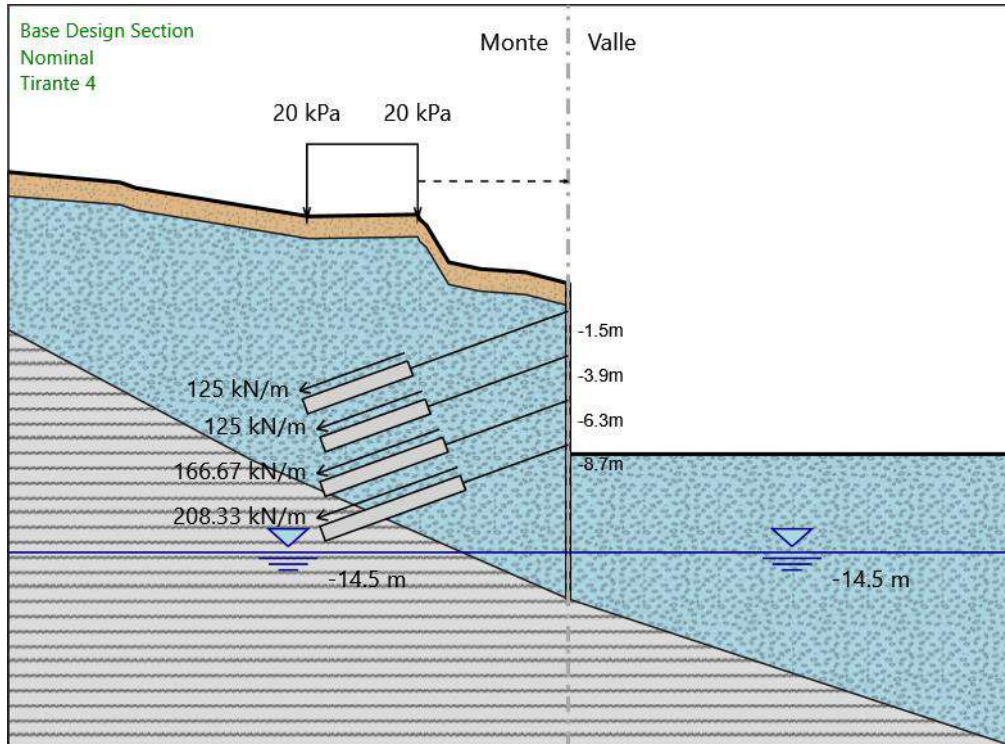 Base Design Section
Nominal
Tirante 4
Monte
Valle
20 kPa
20 kPa
-1.5m
-3.9m
-6.3m
-8.7m
125 kN/m
125 kN/m
166.67 kN/m
208.33 kN/m
-14.5 m
-14.5 m